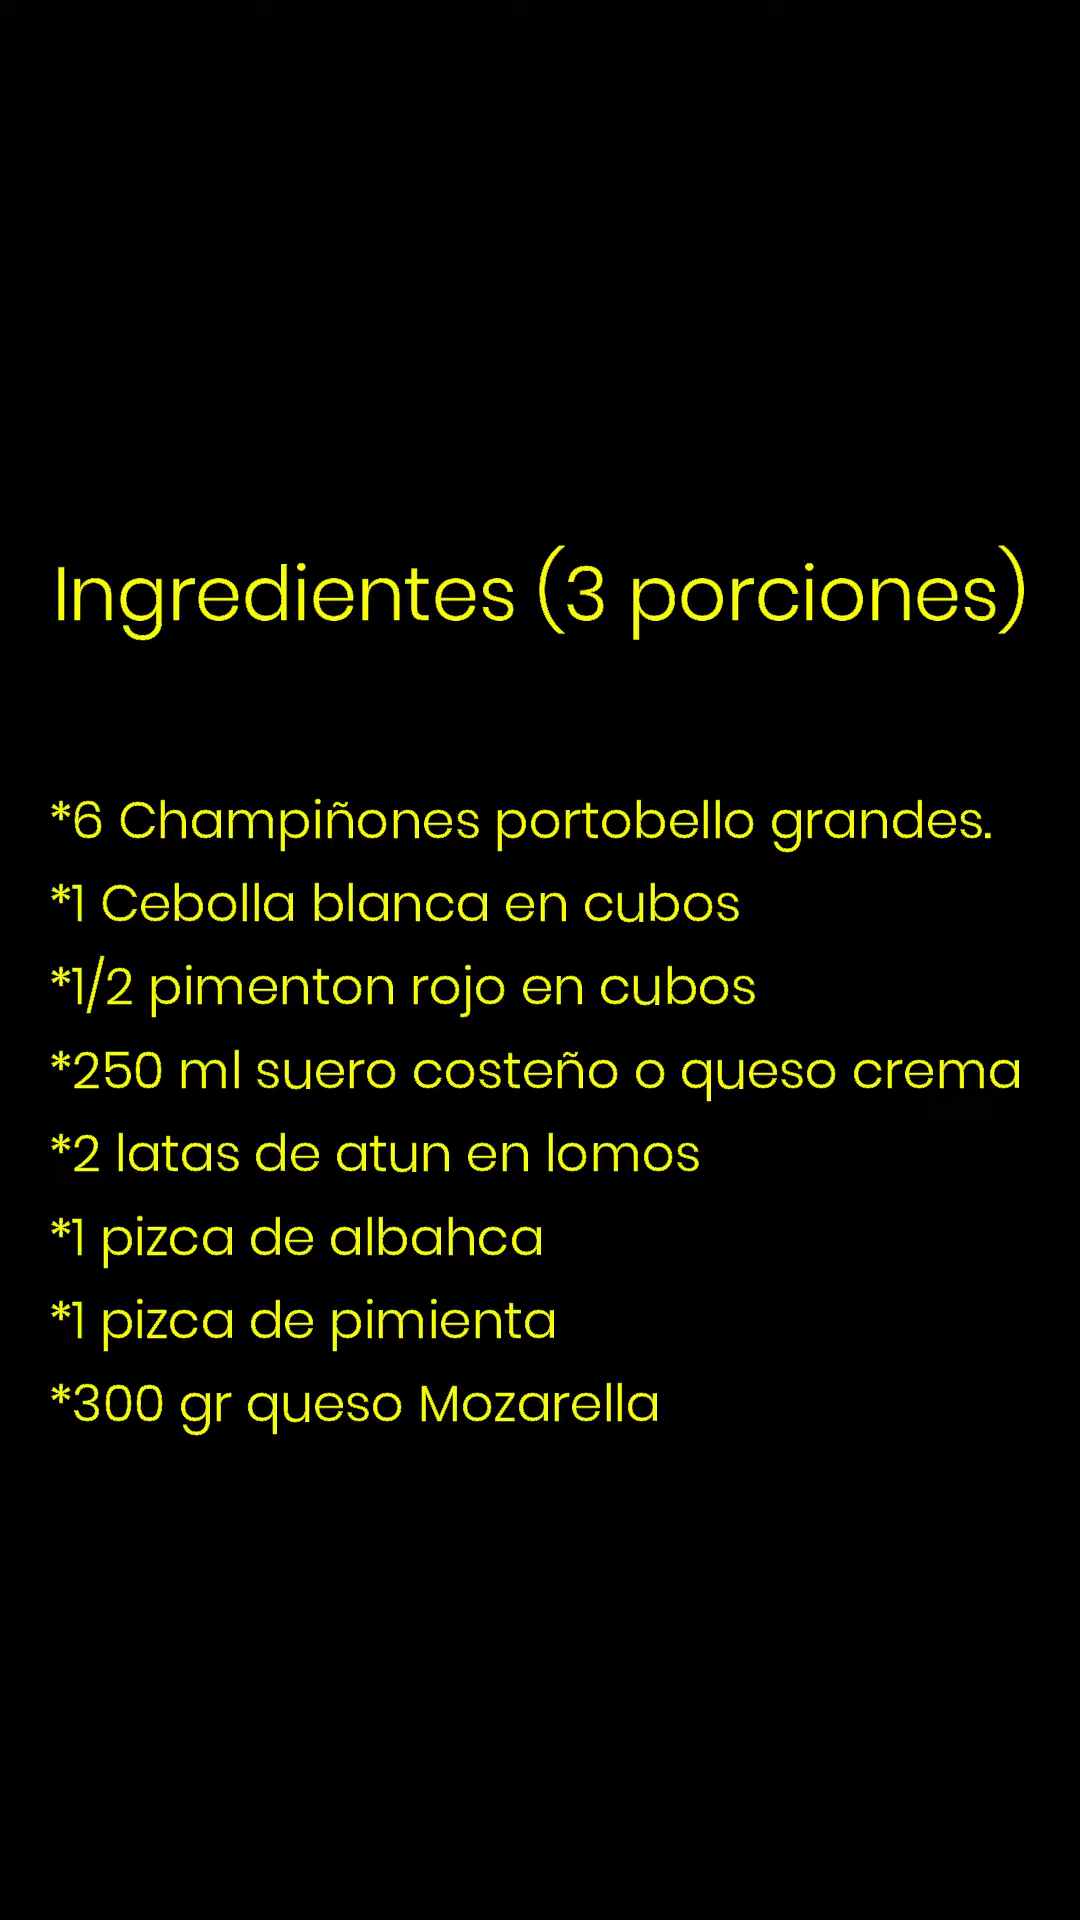 Ingredientes (3 porciones)
*6 Champiñones portobello grandes.
*1 Cebolla blanca en cubos
*1/2 pimenton rojo en cubos
*250 ml suero costeño o queso crema
*2 latas de atun en lomos
*1 pizca de albahca
*1 pizca de pimienta
*300 gr queso Mozarella